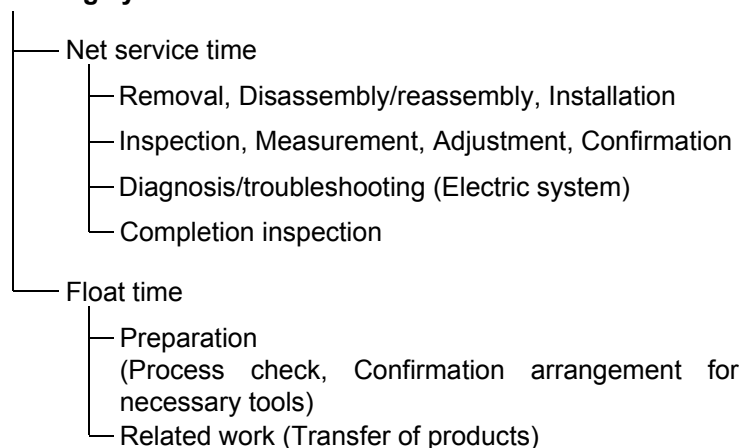 Net service time
Removal, Disassembly/reassembly, Installation
Inspection, Measurement, Adjustment, Confirmation
Diagnosis/troubleshooting (Electric system)
Completion inspection
Float time
Preparation
(Process check, Confirmation arrangement for
necessary tools)
Related work (Transfer of products)